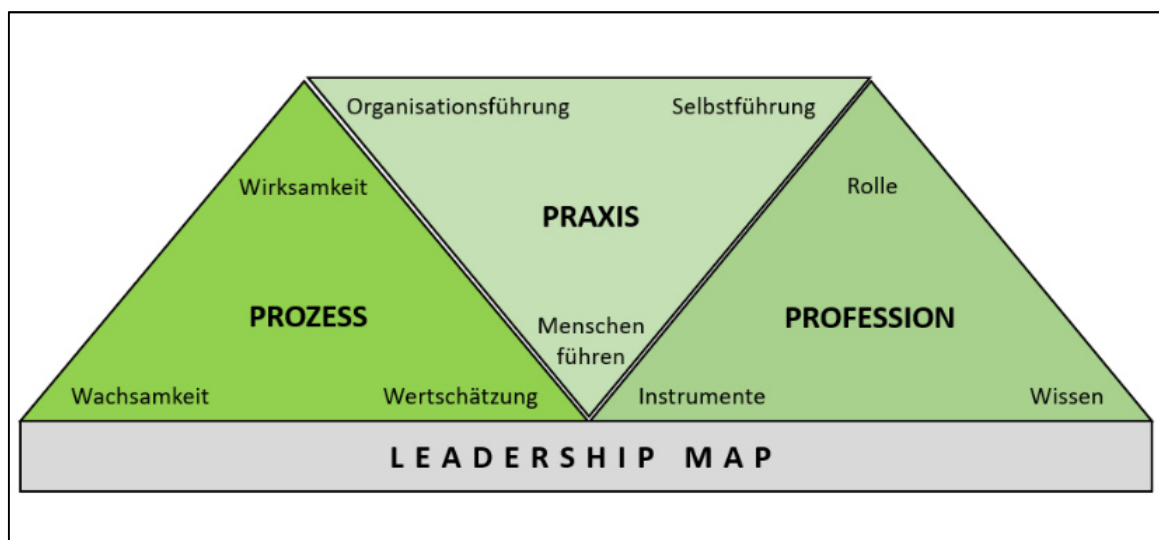 Organisationsführung
Selbstführung
Wirksamkeit
Rolle
PRAXIS
PROZESS
Menschen
führen
PROFESSION
Wachsamkeit
Wertschätzung
Instrumente
Wissen
LEADERSHIP MAP